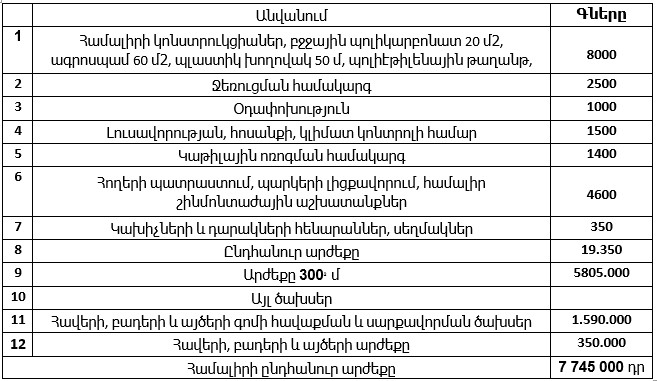 Անվանում Գները
1 Համալիրի կոնստրուկցիաներ, բջջային պոլիկարբոնատ 20 մ2,
ագրոսպամ 60 մ2, պլաստիկ խողովակ 50 մ, պոլիէթիլենային թաղանթ, 8000
2 Ջեռուցման համակարգ 2500
3 Օդափոխություն 1000
4 Լուսավորության, հոսանքի, կլիմատ կոնտրոլի համար 1500
5 Կաթիլային ոռոգման համակարգ 1400
6 Հողերի պատրաստում, պարկերի լիցքավորում, համալիր
շինմոնտաժային աշխատանքներ 4600
7 Կախիչների և դարակների հենարաններ, սեղմակներ 350
8 Ընդհանուր արժեքը 19.350
9 Արժեքը 300² մ 5805.000
10 Այլ ծախսեր
11 Հավերի, բադերի և այծերի գոմի հավաքման և սարքավորման ծախսեր 1.590.000
12 Հավերի, բադերի և այծերի արժեքը 350.000
Համալիրի ընդհանուր արժեքը 7 745 000 դր